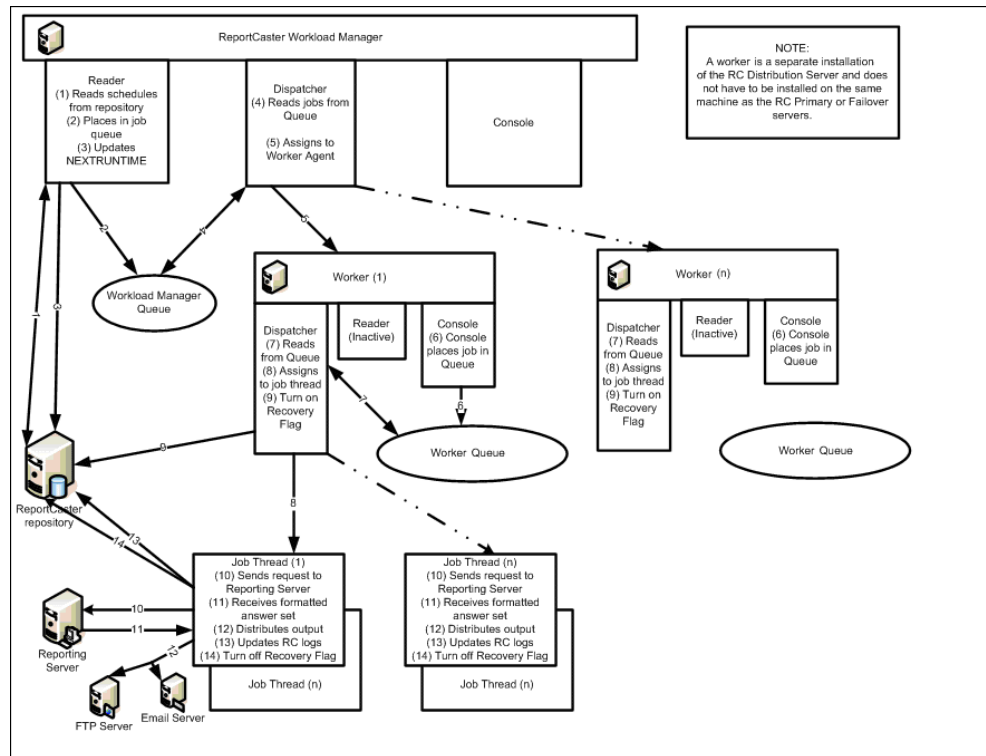 ReportCaster Workload Manager
NOTE:
A worker is a separate installation
of the RC Distribution Server and does
not have to be installed on the same
machine as the RC Primary or Failover
servers.
Reader
(1) Reads schedules
from repository
(2) Places in job
queue
(3) Updates
NEXTRUNTIME
Dispatcher
(4) Reads jobs from
Queue
(5) Assigns to
Worker Agent
Console
1
3
2
4
5
Workload Manager
Queue
Worker (1)
Dispatcher
(7) Reads
from Queue
(8) Assigns
to job thread
(9) Turn on
Recovery
Flag
Reader
(Inactive)
Console
(6) Console
places job in
Queue
7
6
Worker Queue
Worker (n)
Dispatcher
(7) Reads
from Queue
(8) Assigns
to job thread
(9) Turn on
Recovery
Flag
Reader
(Inactive)
Console
(6) Console
places job in
Queue
Worker Queue
9
8
ReportCaster
repository
13
14
Job Thread (1)
(10) Sends request to
Reporting Server
(11) Receives formatted
answer set
(12) Distributes output
(13) Updates RC logs
(14) Turn off Recovery Flag
Job Thread (n)
Job Thread (n)
(10) Sends request to
Reporting Server
(11) Receives formatted
answer set
(12) Distributes output
(13) Updates RC logs
(14) Turn off Recovery Flag
Job Thread (n)
10
11
12
Reporting
Server
FTP Server
Email Server